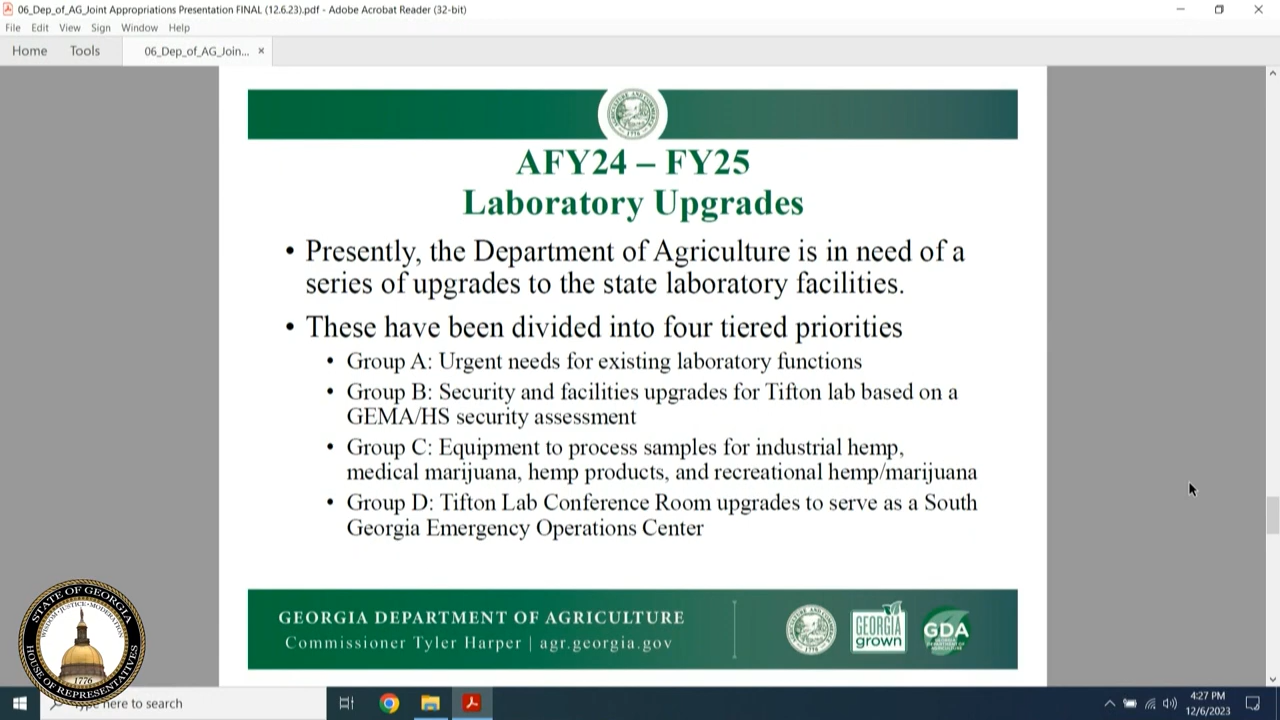 06_Dep_of_AG_Joint Appropriations Presentation FINAL (12.6.23).pdf - Adobe Acrobat Reader (32-bit)
File Edit View Sign Window Help
Home Tools 06_Dep_of_AG_Join... ×
AFY24 – FY25
Laboratory Upgrades
• Presently, the Department of Agriculture is in need of a
series of upgrades to the state laboratory facilities.
• These have been divided into four tiered priorities
• Group A: Urgent needs for existing laboratory functions
• Group B: Security and facilities upgrades for Tifton lab based on a
GEMA/HS security assessment
• Group C: Equipment to process samples for industrial hemp,
medical marijuana, hemp products, and recreational hemp/marijuana
• Group D: Tifton Lab Conference Room upgrades to serve as a South
Georgia Emergency Operations Center
GEORGIA DEPARTMENT OF AGRICULTURE
Commissioner Tyler Harper | agr.georgia.gov
1776
GEORGIA
grown
GDA
STATE OF GEORGIA
HOUSE OF REPRESENTATIVES
1776
here to search
4:27 PM
12/6/2023